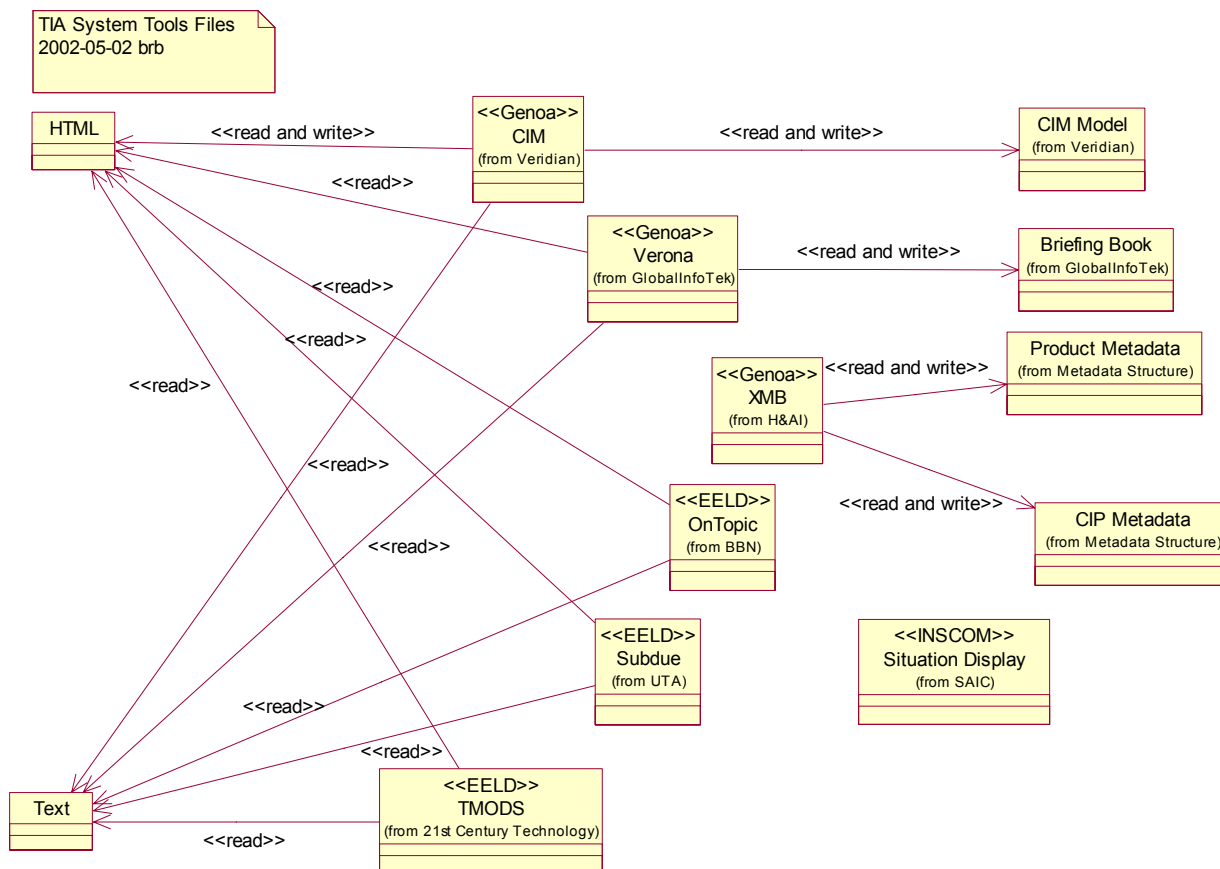 TIA System Tools Files
2002-05-02 brb
HTML
<<read and write>>
<<Genoa>>
CIM
(from Veridian)
<<read and write>>
CIM Model
(from Veridian)
<<read>>
<<Genoa>>
Verona
(from GlobalInfoTek)
<<read and write>>
Briefing Book
(from GlobalInfoTek)
<<read>>
<<read>>
<<read>>
<<Genoa>>
XMB
(from H&AI)
<<read and write>>
Product Metadata
(from Metadata Structure)
<<read>>
<<read and write>>
CIP Metadata
(from Metadata Structure)
<<EELD>>
OnTopic
(from BBN)
<<read>>
<<EELD>>
Subdue
(from UTA)
<<INSCOM>>
Situation Display
(from SAIC)
<<read>>
<<read>>
Text
<<read>>
<<EELD>>
TMODS
(from 21st Century Technology)